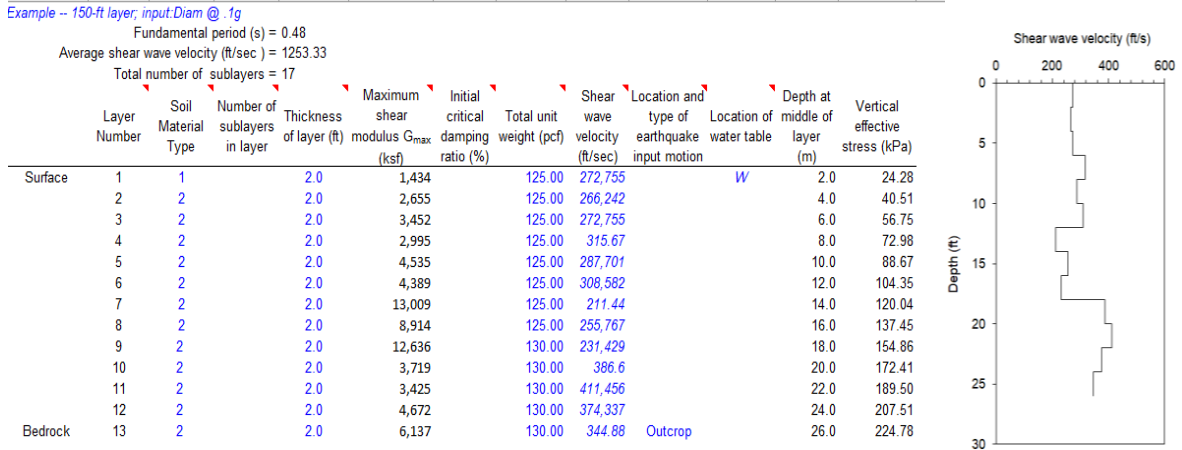 Example -- 150-ft layer; input:Diam @ .1g
Fundamental period (s) = 0.48
Average shear wave velocity (ft/sec ) = 1253.33
Total number of sublayers = 17
Layer Number Soil Material Type Number of sublayers in layer Thickness of layer (ft) Maximum shear modulus Gmax (ksf) Initial critical damping ratio (%) Total unit weight (pcf) Shear wave velocity (ft/sec) Location and type of earthquake input motion Location of water table Depth at middle of layer (m) Vertical effective stress (kPa)
Surface 1 1 2.0 1,434 125.00 272,755 W 2.0 24.28
2 2 2.0 2,655 125.00 266,242 4.0 40.51
3 2 2.0 3,452 125.00 272,755 6.0 56.75
4 2 2.0 2,995 125.00 315.67 8.0 72.98
5 2 2.0 4,535 125.00 287,701 10.0 88.67
6 2 2.0 4,389 125.00 308,582 12.0 104.35
7 2 2.0 13,009 125.00 211.44 14.0 120.04
8 2 2.0 8,914 125.00 255,767 16.0 137.45
9 2 2.0 12,636 130.00 231,429 18.0 154.86
10 2 2.0 3,719 130.00 386.6 20.0 172.41
11 2 2.0 3,425 130.00 411,456 22.0 189.50
12 2 2.0 4,672 130.00 374,337 24.0 207.51
Bedrock 13 2 2.0 6,137 130.00 344.88 Outcrop 26.0 224.78
Shear wave velocity (ft/s)
0 200 400 600
0
5
10
15
20
25
30
Depth (ft)